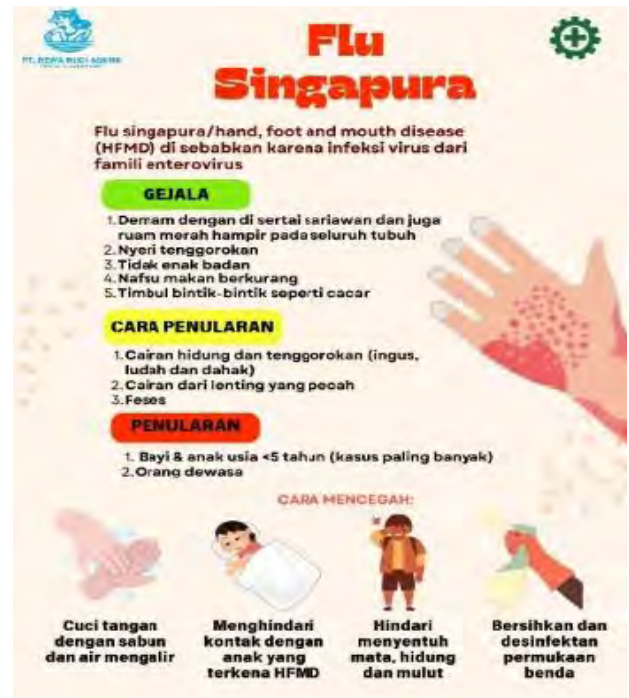 PT. DEWA RUCI AGUNG
Flu
Singapura
Flu singapura/hand, foot and mouth disease
(HFMD) di sebabkan karena infeksi virus dari
famili enterovirus
GEJALA
1. Demam dengan di sertai sariawan dan juga
ruam merah hampir pada seluruh tubuh
2. Nyeri tenggorokan
3. Tidak enak badan
4. Nafsu makan berkurang
5. Timbul bintik-bintik seperti cacar
CARA PENULARAN
1. Cairan hidung dan tenggorokan (ingus,
ludah dan dahak)
2. Cairan dari lenting yang pecah
3. Feses
PENULARAN
1. Bayi & anak usia <5 tahun (kasus paling banyak)
2. Orang dewasa
CARA MENCEGAH:
Cuci tangan
dengan sabun
dan air mengalir
Menghindari
kontak dengan
anak yang
terkena HFMD
Hindari
menyentuh
mata, hidung
dan mulut
Bersihkan dan
desinfektan
permukaan
benda